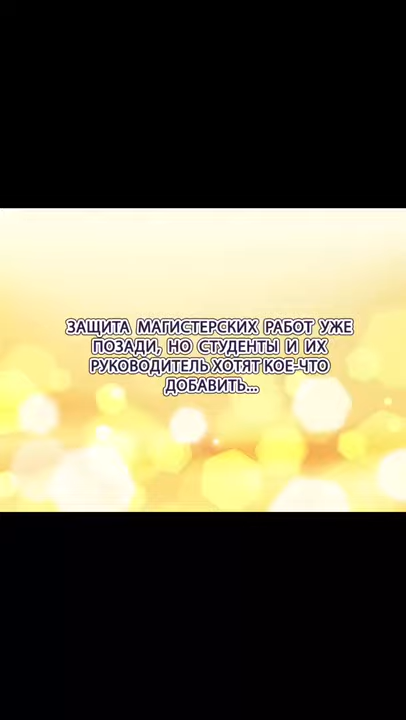 ЗАЩИТА МАГИСТЕРСКИХ РАБОТ УЖЕ
ПОЗАДИ, НО СТУДЕНТЫ И ИХ
РУКОВОДИТЕЛЬ ХОТЯТ КОЕ-ЧТО
ДОБАВИТЬ...